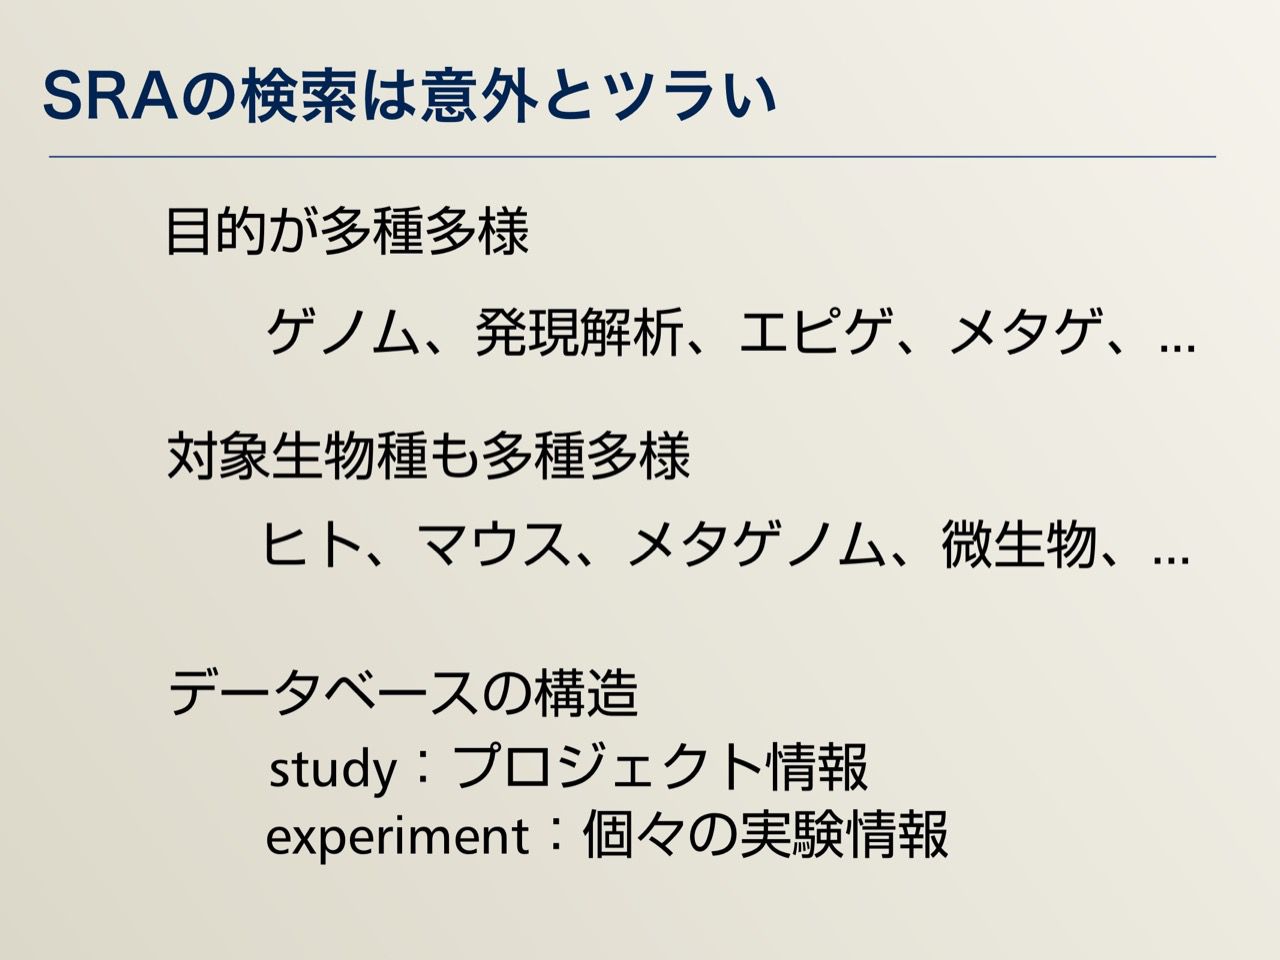 SRAの検索は意外とツラい
目的が多種多様
ゲノム、発現解析、エピゲ、メタゲ、...
対象生物種も多種多様
ヒト、マウス、メタゲノム、微生物、...
データベースの構造
study：プロジェクト情報
experiment：個々の実験情報